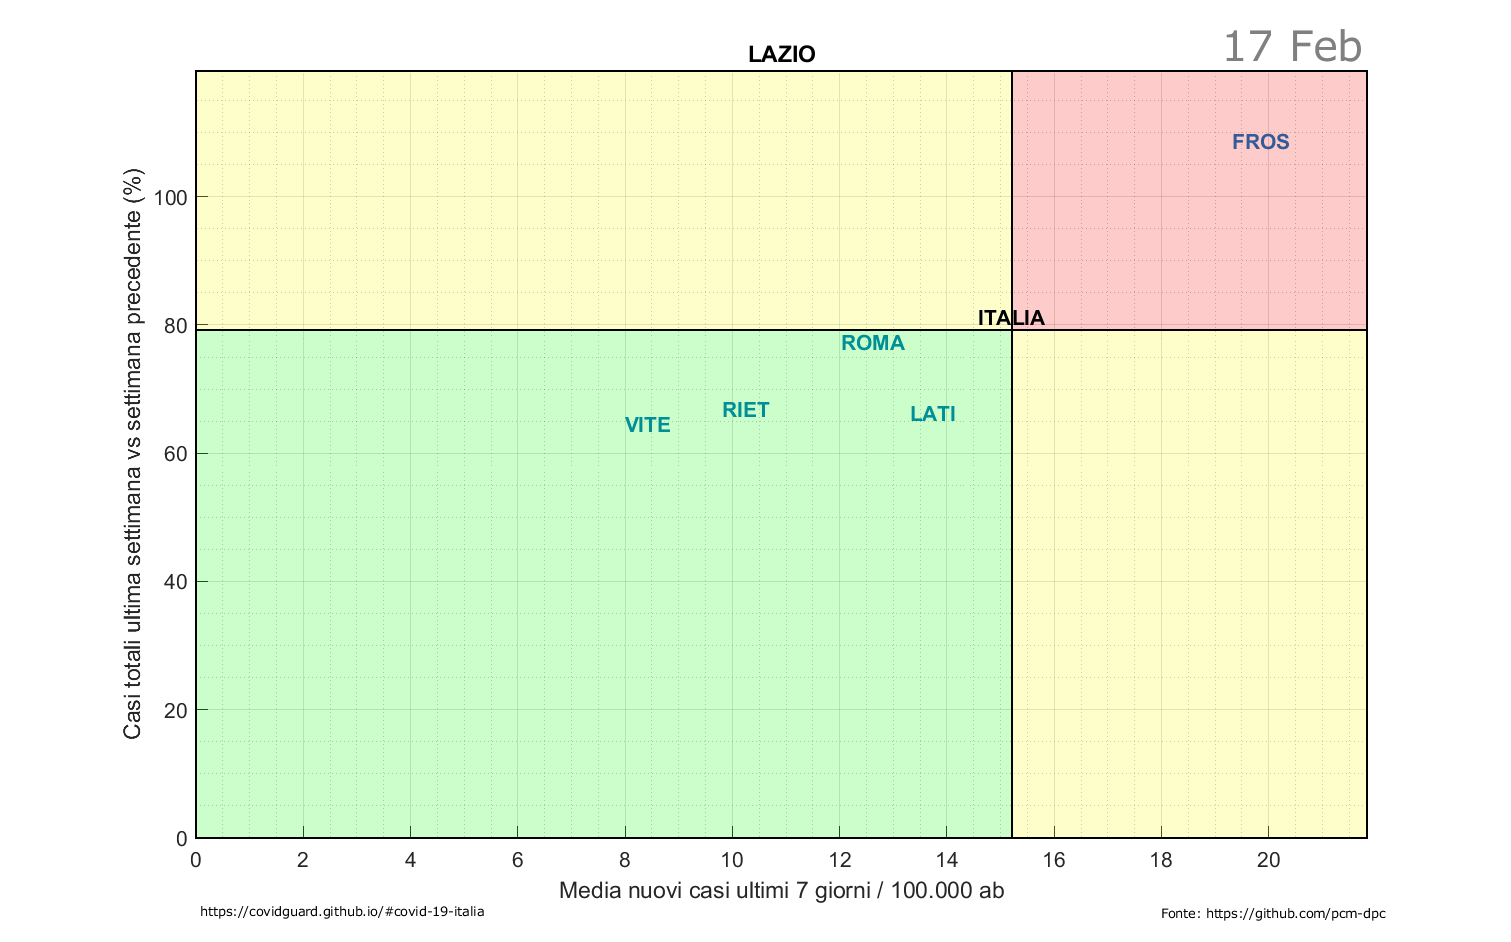 LAZIO
17 Feb
Casi totali ultima settimana vs settimana precedente (%)
100
80
60
40
20
0
FROS
ITALIA
ROMA
RIET
LATI
VITE
0 2 4 6 8 10 12 14 16 18 20
Media nuovi casi ultimi 7 giorni / 100.000 ab
https://covidguard.github.io/#covid-19-italia
Fonte: https://github.com/pcm-dpc